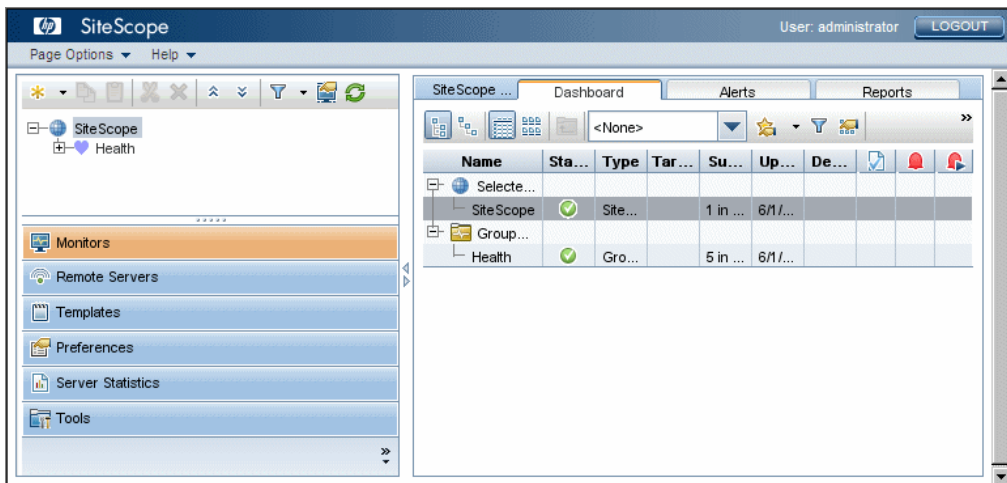 hp SiteScope User: administrator LOGOUT
Page Options Help
SiteScope ... Dashboard Alerts Reports
SiteScope
Health
<None> »
Name Sta... Type Tar... Su... Up... De...
Selecte...
SiteScope Site... 1 in ... 6/1/...
Group...
Health Gro... 5 in ... 6/1/...
Monitors
Remote Servers
Templates
Preferences
Server Statistics
Tools
»